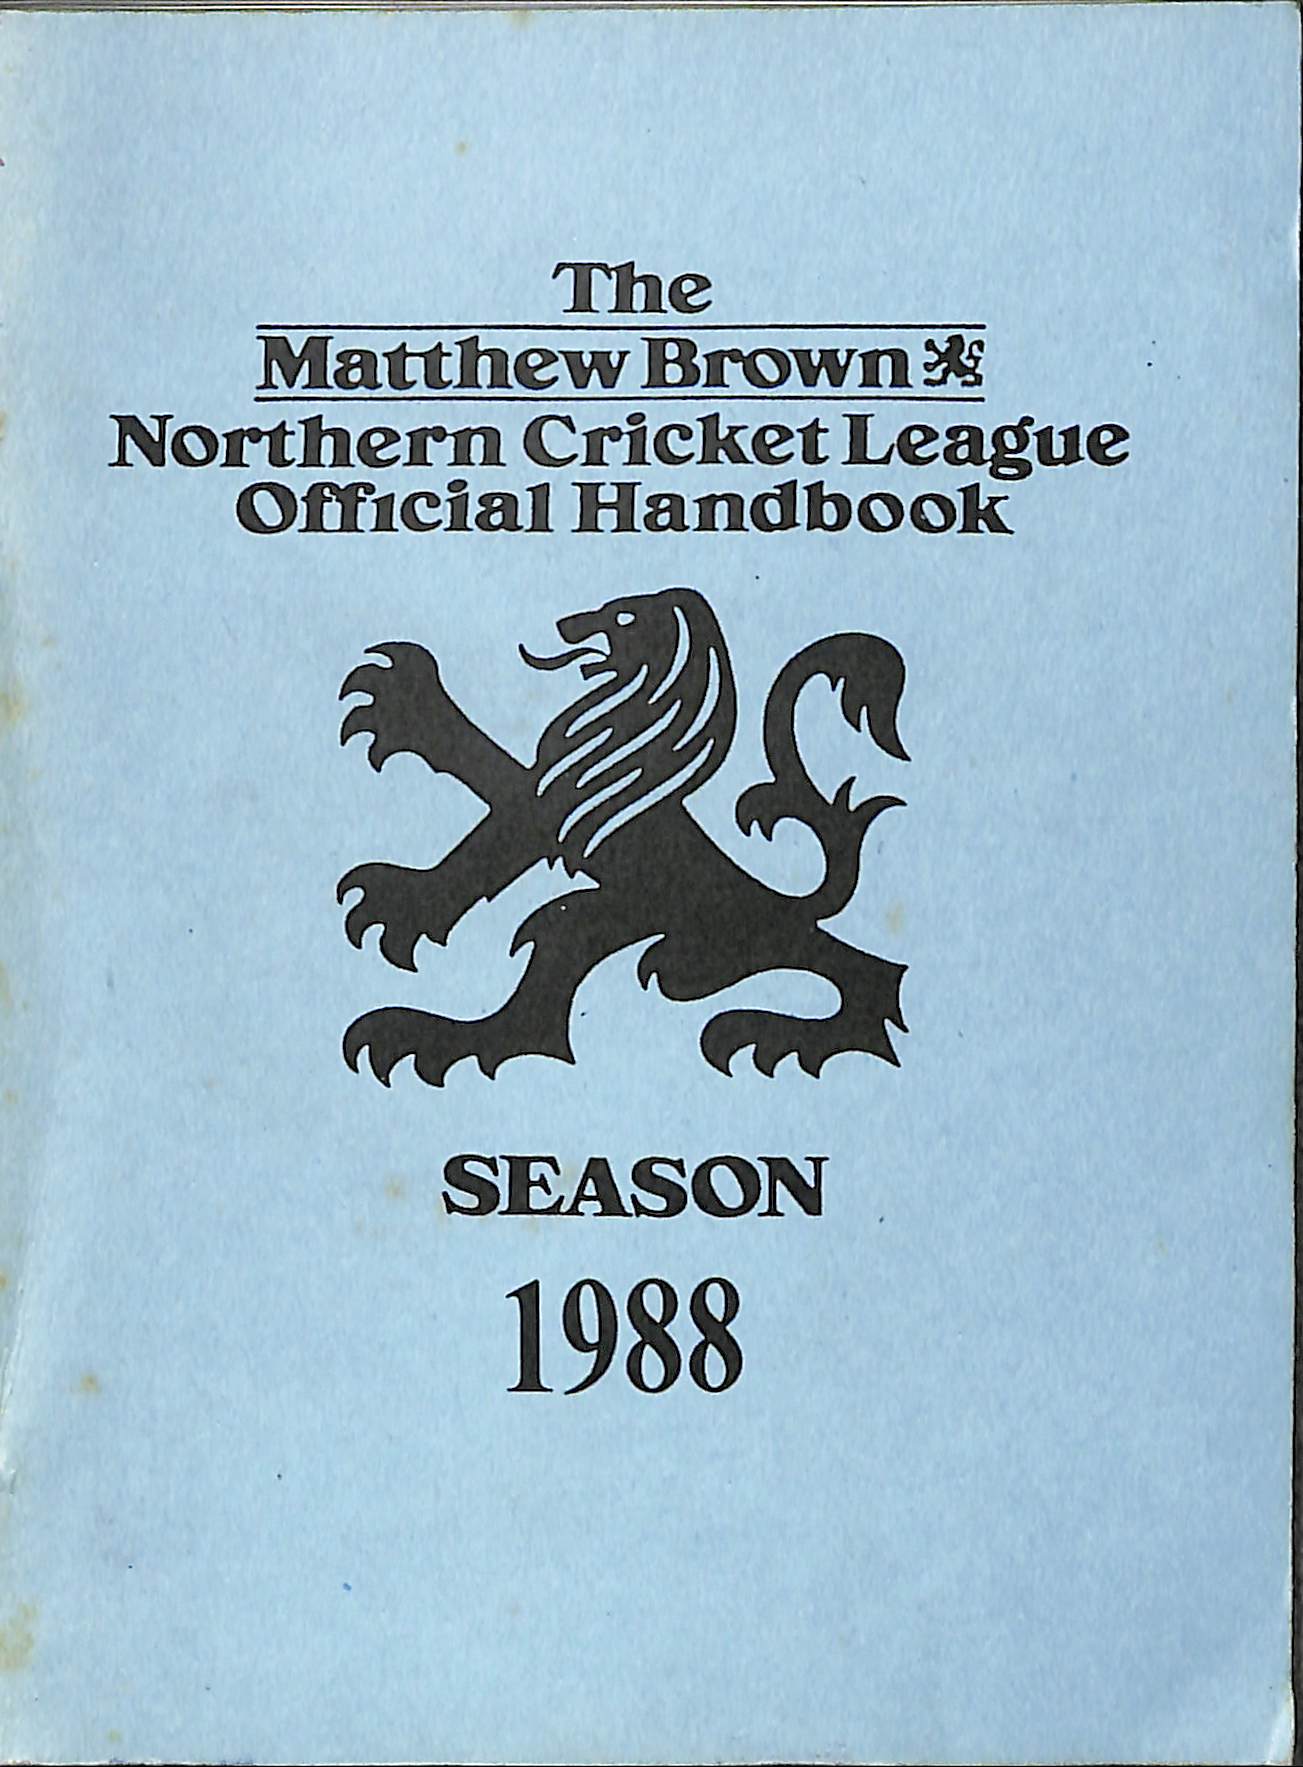 The
Matthew Brown
Northern Cricket League
Official Handbook
SEASON
1988